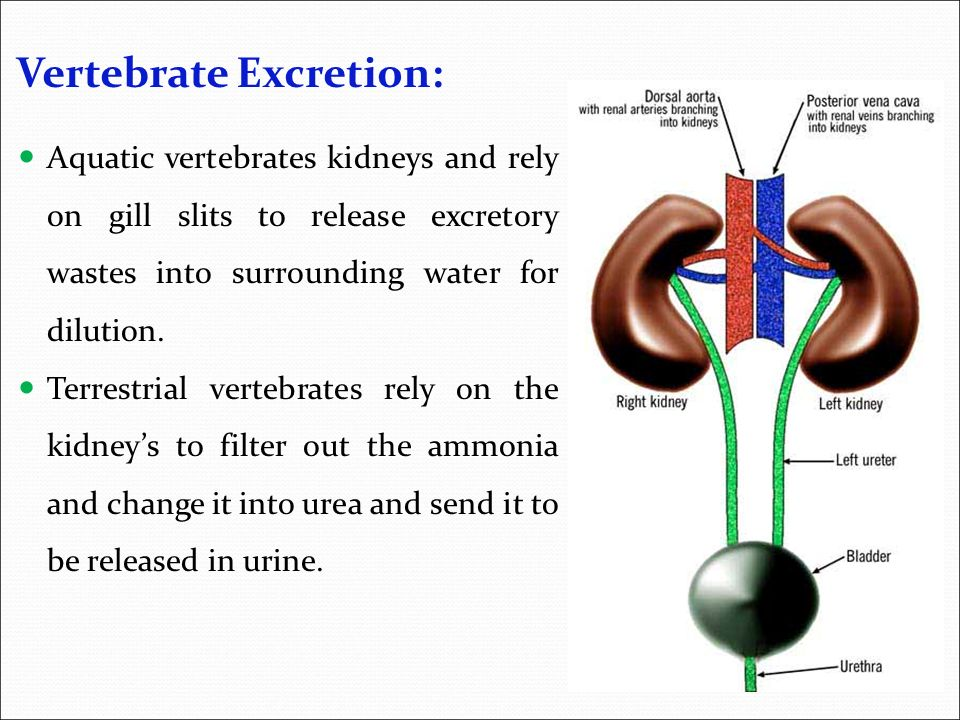 Vertebrate Excretion:
Aquatic vertebrates kidneys and rely
on gill slits to release excretory
wastes into surrounding water for
dilution.
Terrestrial vertebrates rely on the
kidney's to filter out the ammonia
and change it into urea and send it to
be released in urine.
Dorsal aorta
with renal arteries branching
into kidneys
Posterior vena cava
with renal veins branching
into kidneys
Right kidney
Left kidney
Left ureter
Bladder
Urethra